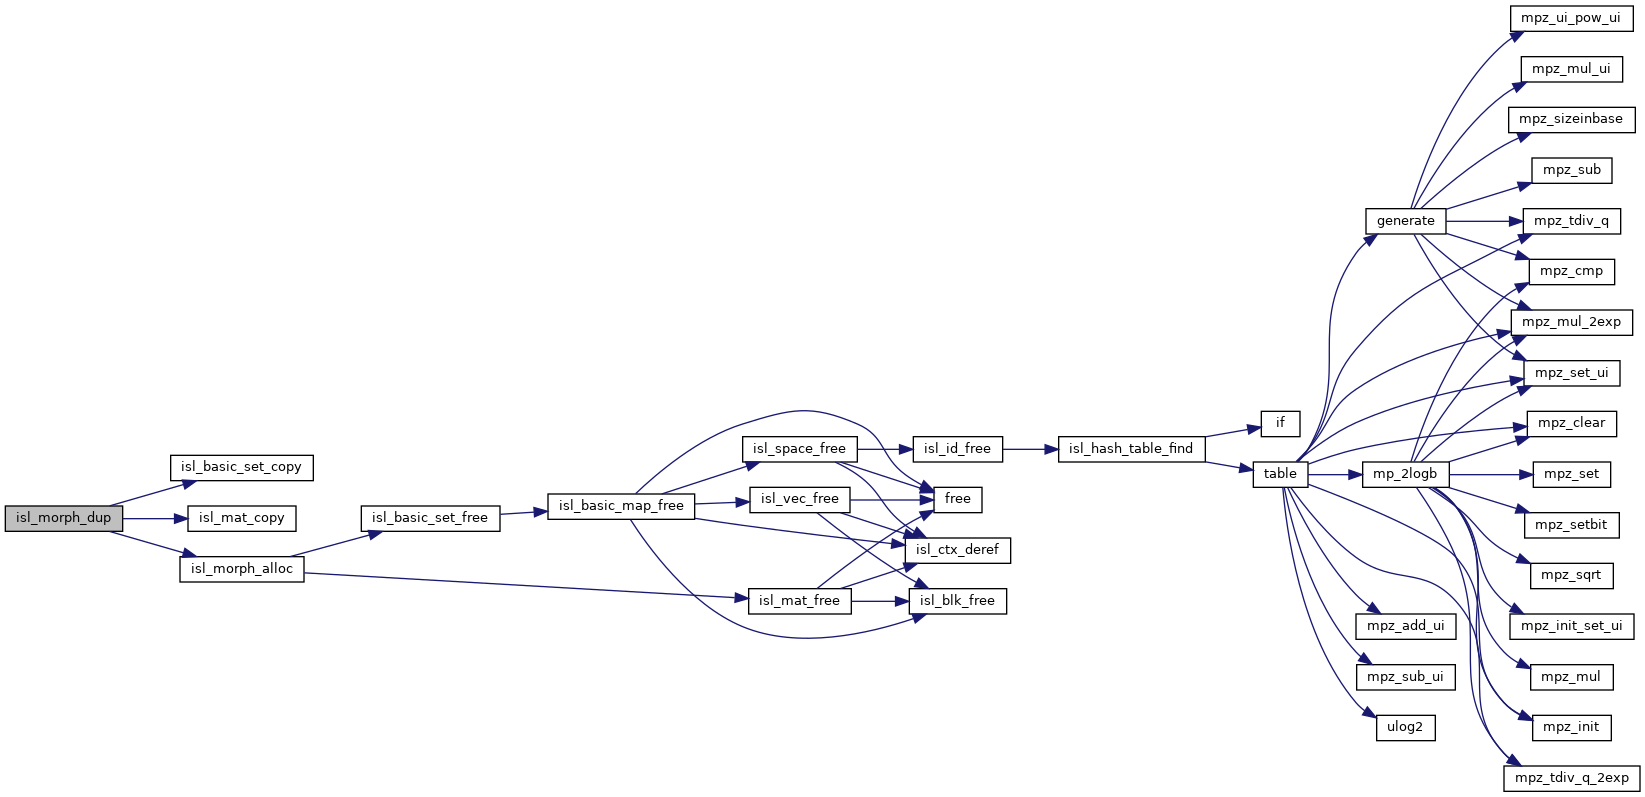 isl_morph_dup
isl_basic_set_copy
isl_mat_copy
isl_morph_alloc
isl_basic_set_free
isl_basic_map_free
isl_space_free
isl_vec_free
isl_mat_free
isl_id_free
free
isl_ctx_deref
isl_blk_free
isl_hash_table_find
if
table
generate
mp_2logb
mpz_add_ui
mpz_sub_ui
ulog2
mpz_ui_pow_ui
mpz_mul_ui
mpz_sizeinbase
mpz_sub
mpz_tdiv_q
mpz_cmp
mpz_mul_2exp
mpz_set_ui
mpz_clear
mpz_set
mpz_setbit
mpz_sqrt
mpz_init_set_ui
mpz_mul
mpz_init
mpz_tdiv_q_2exp